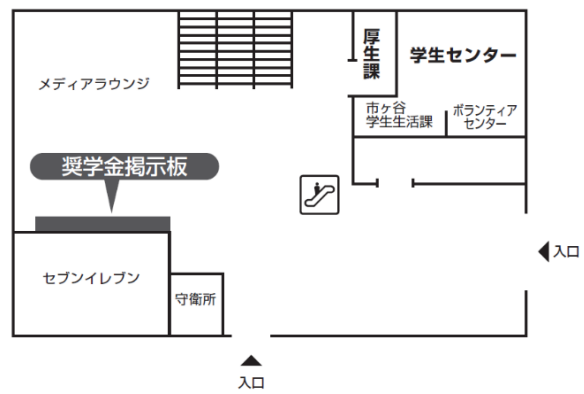 メディアラウンジ
厚生課
学生センター
市ヶ谷
学生生活課
ボランティア
センター
奨学金掲示板
セブンイレブン
守衛所
入口
入口